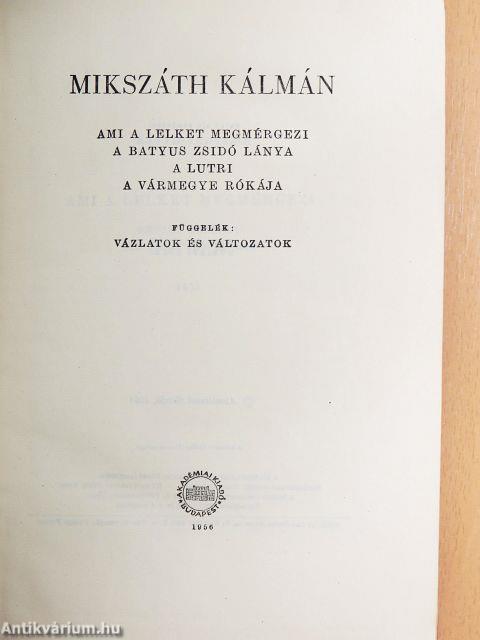 MIKSZÁTH KÁLMÁN
AMI A LELKET MEGMÉRGEZI
A BATYUS ZSIDÓ LÁNYA
A LUTRI
A VÁRMEGYE RÓKÁJA
FÜGGELÉK:
VÁZLATOK ÉS VÁLTOZATOK
AKADÉMIAI KIADÓ
BUDAPEST
1956
Antikvárium.hu